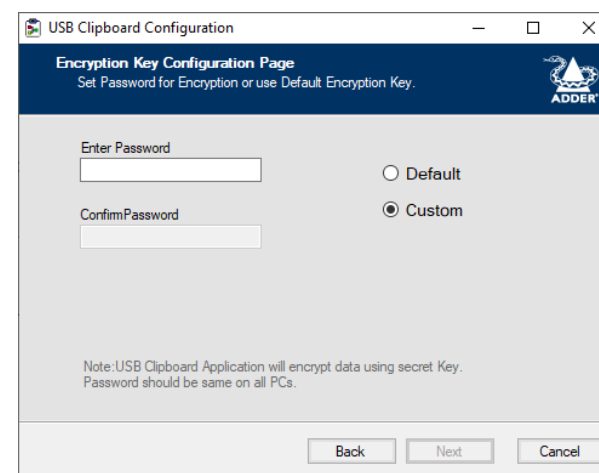 USB Clipboard Configuration
Encryption Key Configuration Page
Set Password for Encryption or use Default Encryption Key.
ADDER
Enter Password
Default
Custom
ConfirmPassword
Note:USB Clipboard Application will encrypt data using secret Key.
Password should be same on all PCs.
Back
Next
Cancel